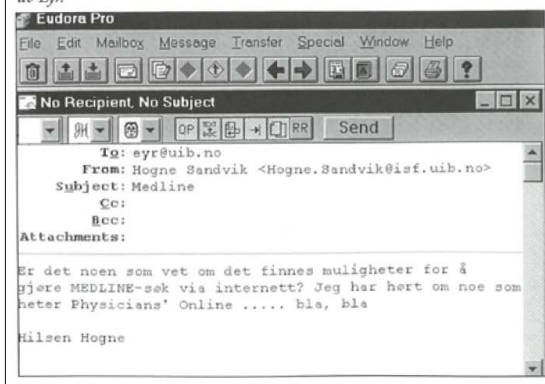 Eudora Pro
File Edit Mailbox Message Transfer Special Window Help
No Recipient, No Subject
QP RR Send
To: eyr@uib.no
From: Hogne Sandvik <Hogne.Sandvik@isf.uib.no>
Subject: Medline
Cc:
Bcc:
Attachments:
Er det noen som vet om det finnes muligheter for å
gjøre MEDLINE-søk via internett? Jeg har hørt om noe som
heter Physicians' Online ..... bla, bla
Hilsen Hogne